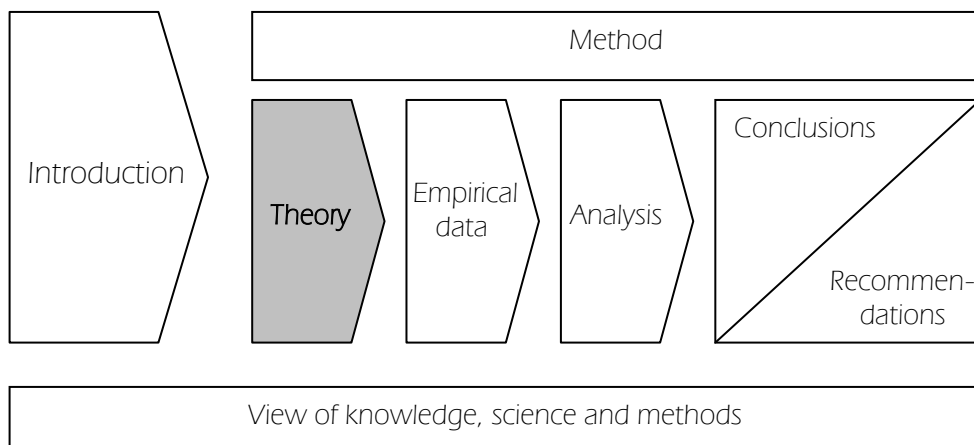 Method
Introduction
Theory
Empirical
data
Analysis
Conclusions
Recommen-
dations
View of knowledge, science and methods